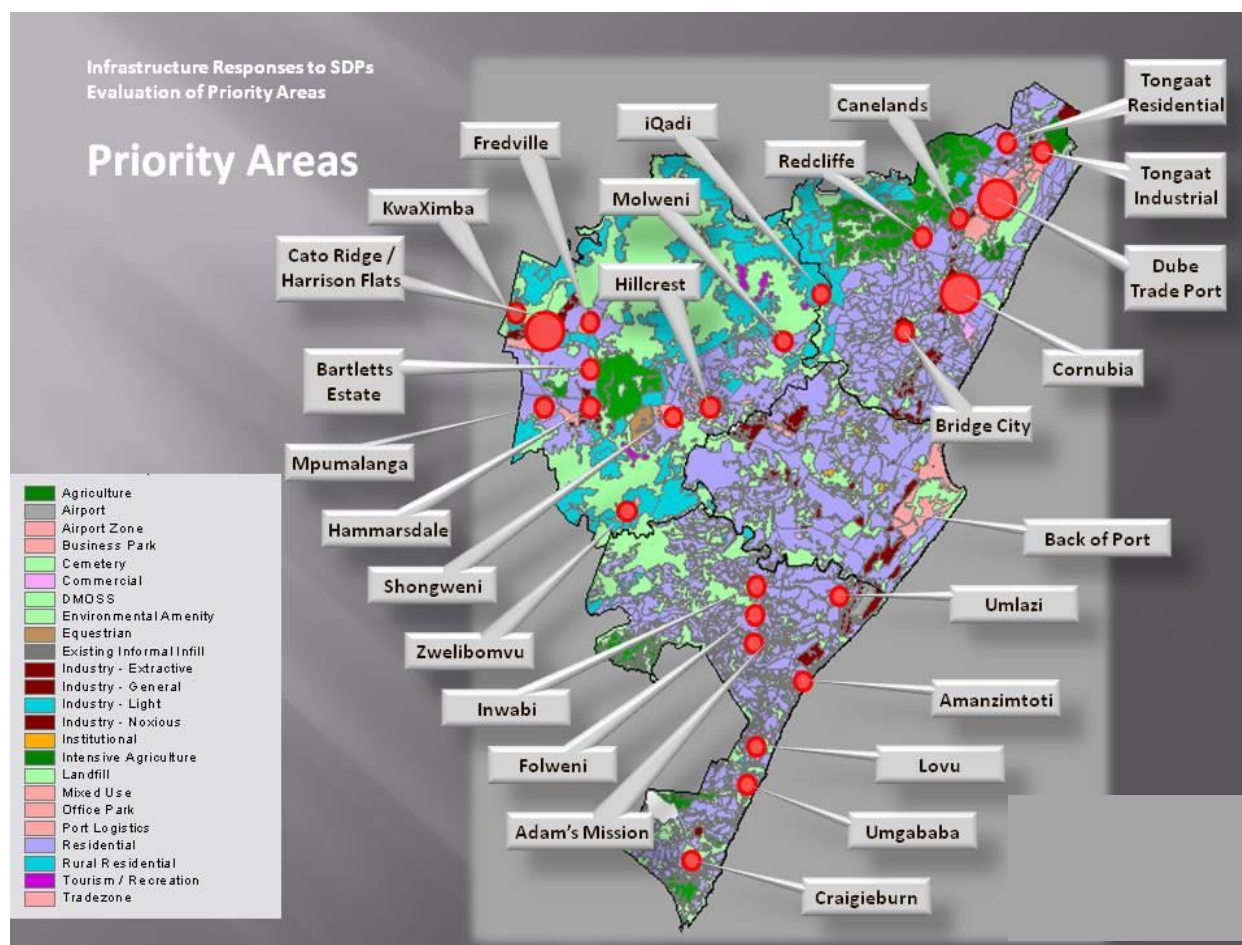 Infrastructure Responses to SDPs
Evaluation of Priority Areas
Priority Areas
Tongaat
Residential
Canelands
iQadi
Fredville
Redcliffe
Tongaat
Industrial
Molweni
KwaXimba
Cato Ridge /
Harrison Flats
Hillcrest
Dube
Trade Port
Bartletts
Estate
Cornubia
Bridge City
Mpumalanga
Hammarsdale
Back of Port
Shongweni
Umlazi
Zwelibomvu
Inwabi
Amanzimtoti
Folweni
Lovu
Adam's Mission
Umgababa
Craigieburn
Agriculture
Airport
Airport Zone
Business Park
Cemetery
Commercial
DMOSS
Environmental Amenity
Equestrian
Existing Informal Infill
Industry - Extractive
Industry - General
Industry - Light
Industry - Noxious
Institutional
Intensive Agriculture
Landfill
Mixed Use
Office Park
Port Logistics
Residential
Rural Residential
Tourism / Recreation
Tradezone